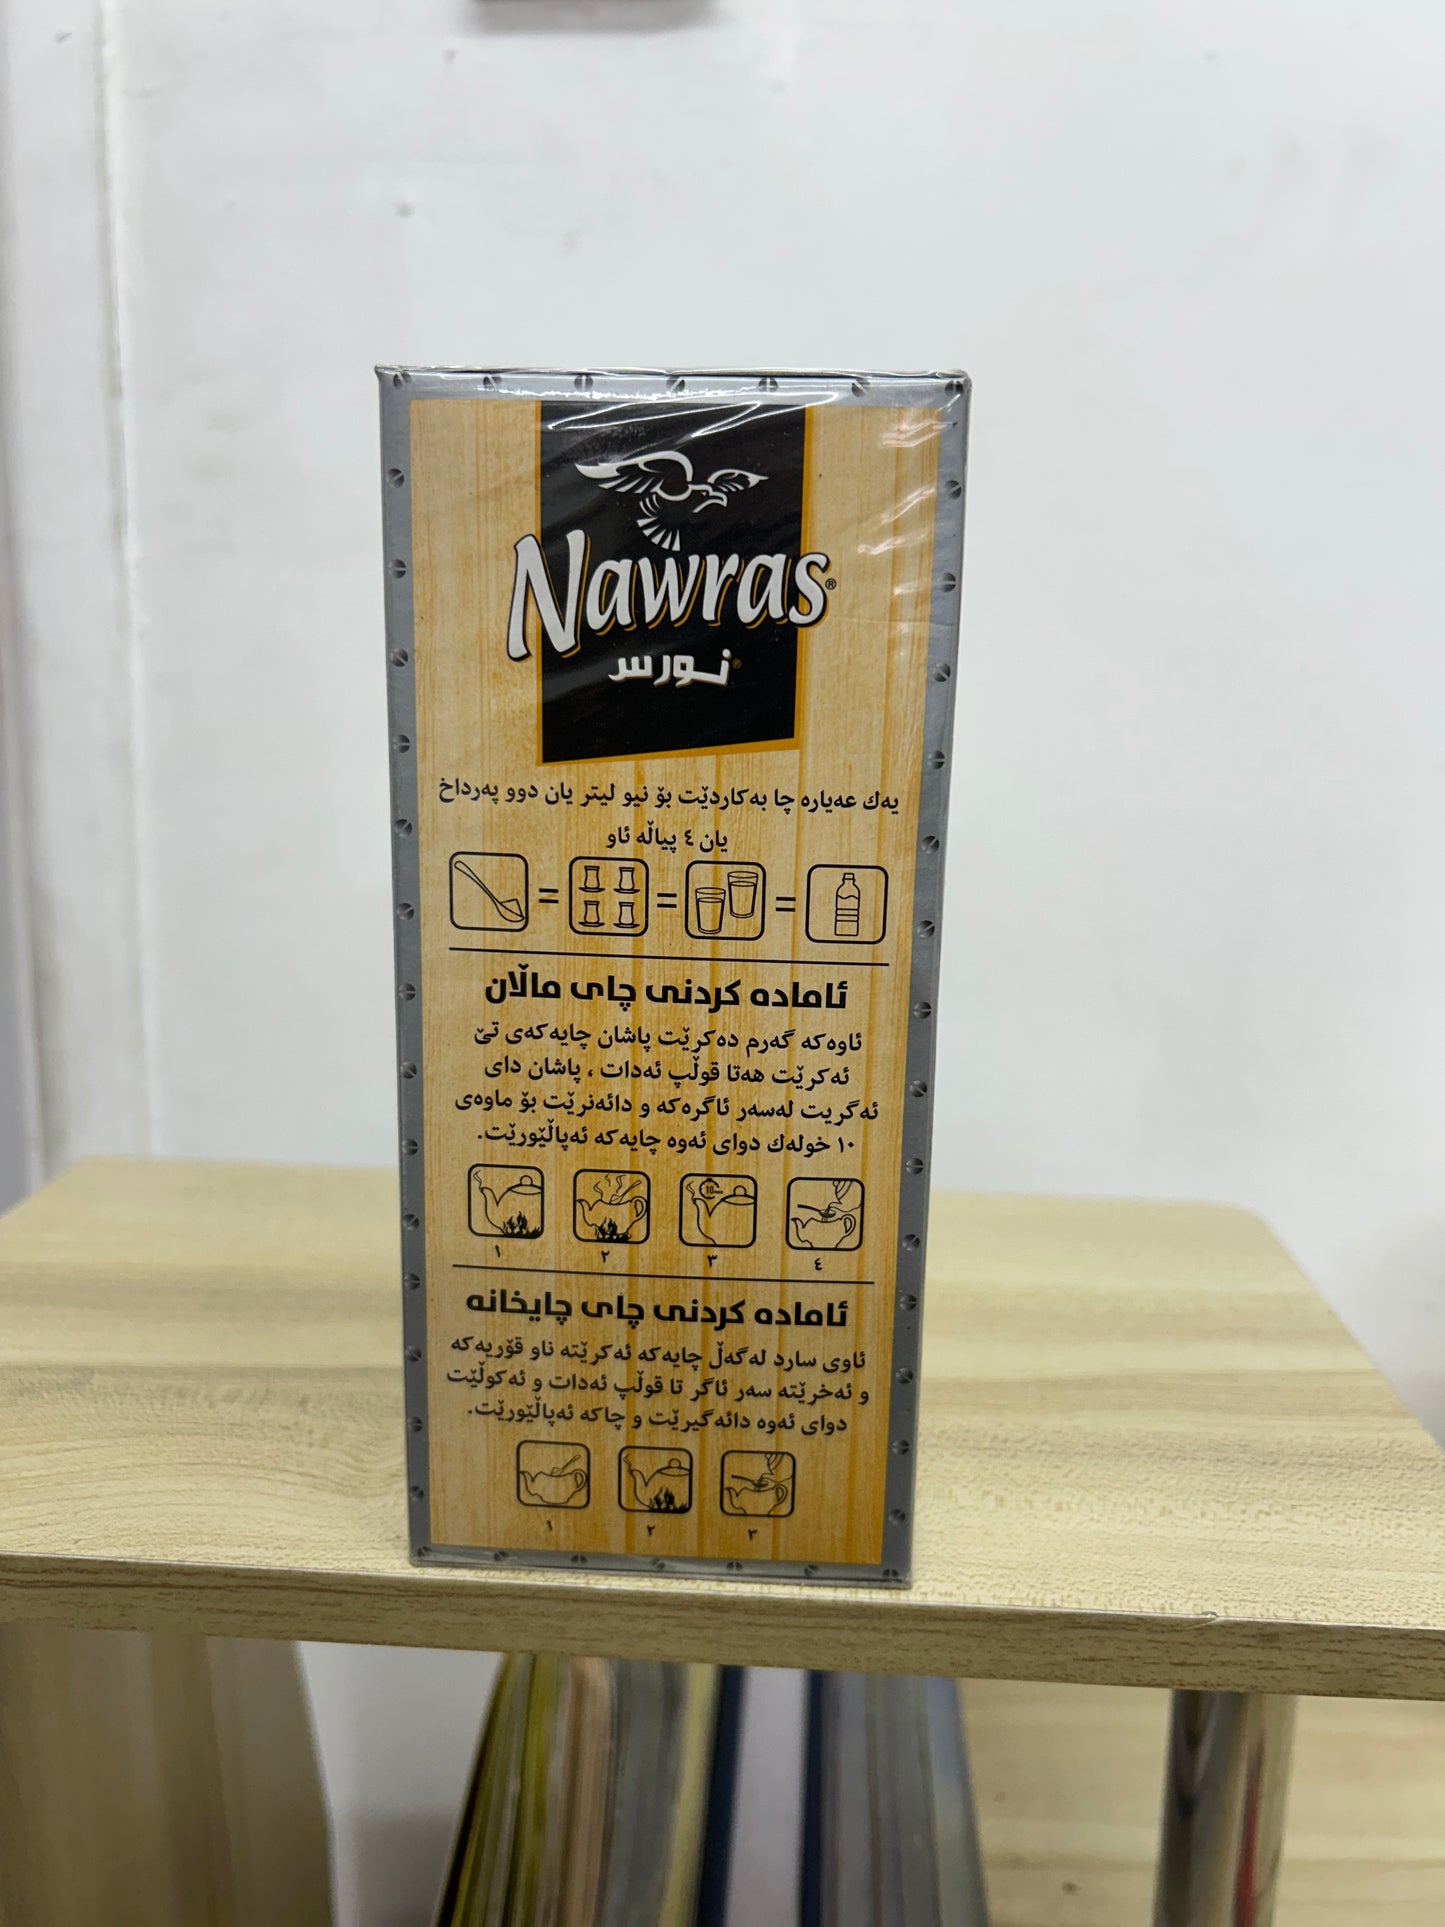 Nawras®
نورس®
یەك عەیارە چا بەکاردێت بۆ نیو لیتر یان دوو پەرداخ
یان ٤ پیاڵە ئاو
= = =
ئامادە کردنی چای ماڵان
ئاوەکە گەرم دەکرێت پاشان چایەکەی تێ
ئەکرێت هەتا قوڵپ ئەدات ، پاشان دای
ئەگریت لەسەر ئاگرەکە و دائەنرێت بۆ ماوەی
١٠ خولەك دوای ئەوە چایەکە ئەپاڵێورێت.
10
١ ٢ ٣ ٤
ئامادە کردنی چای چایخانە
ئاوی سارد لەگەڵ چایەکە ئەکرێتە ناو قۆریەکە
و ئەخرێتە سەر ئاگر تا قوڵپ ئەدات و ئەکوڵێت
دوای ئەوە دائەگیرێت و چاکە ئەپاڵێورێت.
١ ٢ ٣